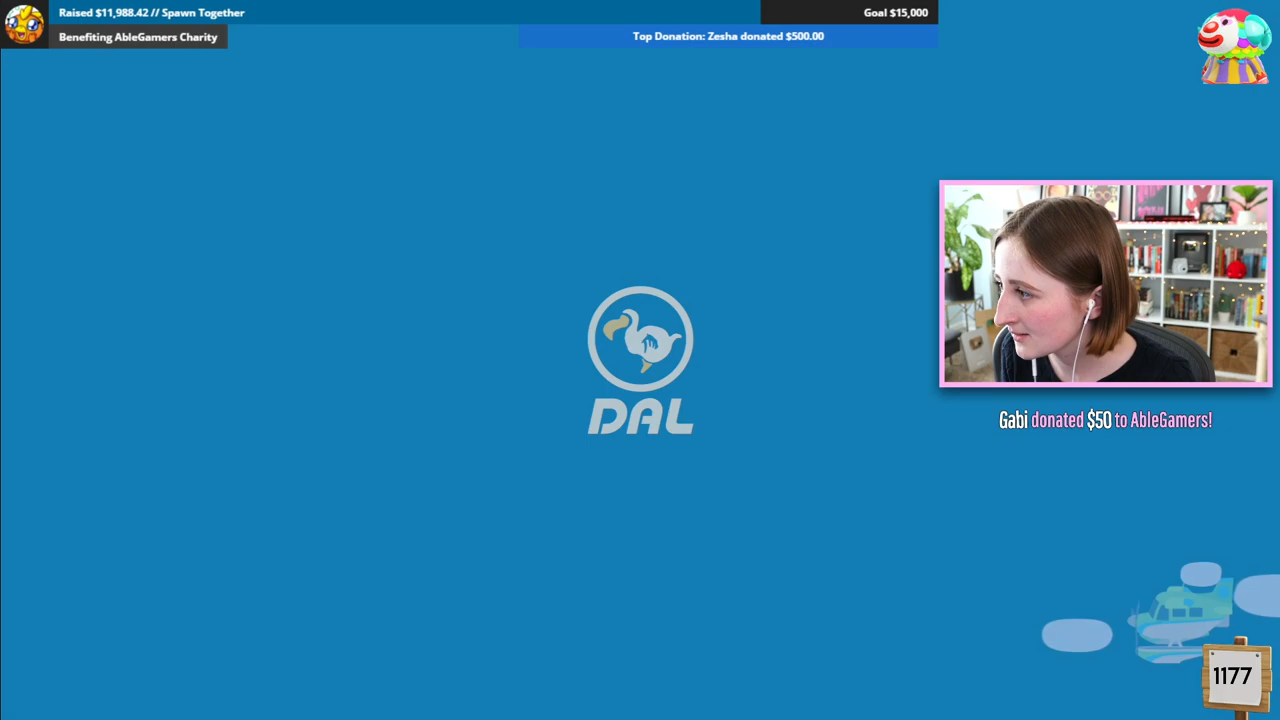 Raised $11,988.42 // Spawn Together
Goal $15,000
Benefiting AbleGamers Charity
Top Donation: Zesha donated $500.00
DAL
Gabi donated $50 to AbleGamers!
1177